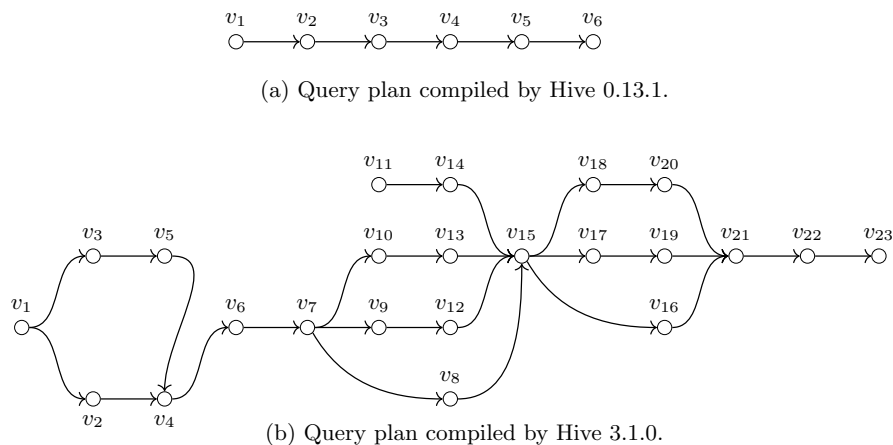 v1 v2 v3 v4 v5 v6
(a) Query plan compiled by Hive 0.13.1.
v11 v14 v18 v20
v3 v5 v10 v13 v15 v17 v19 v21 v22 v23
v1 v6 v7 v9 v12 v16
v8
v2 v4
(b) Query plan compiled by Hive 3.1.0.